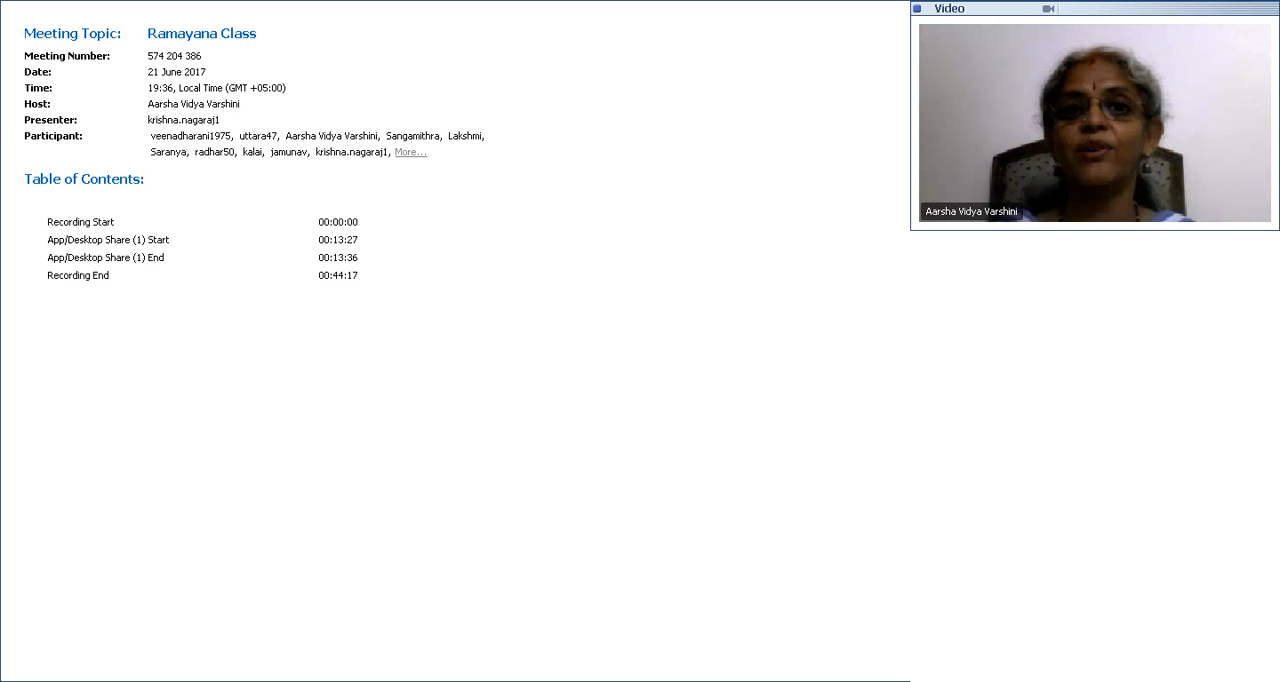 Meeting Topic: Ramayana Class
Meeting Number: 574 204 386
Date: 21 June 2017
Time: 19:36, Local Time (GMT +05:00)
Host: Aarsha Vidya Varshini
Presenter: krishna.nagaraj1
Participant: veenadharani1975, uttara47, Aarsha Vidya Varshini, Sangamithra, Lakshmi,
Saranya, radhar50, kalai, jamunav, krishna.nagaraj1, More...
Table of Contents:
Recording Start 00:00:00
App/Desktop Share (1) Start 00:13:27
App/Desktop Share (1) End 00:13:36
Recording End 00:44:17
Video
Aarsha Vidya Varshini